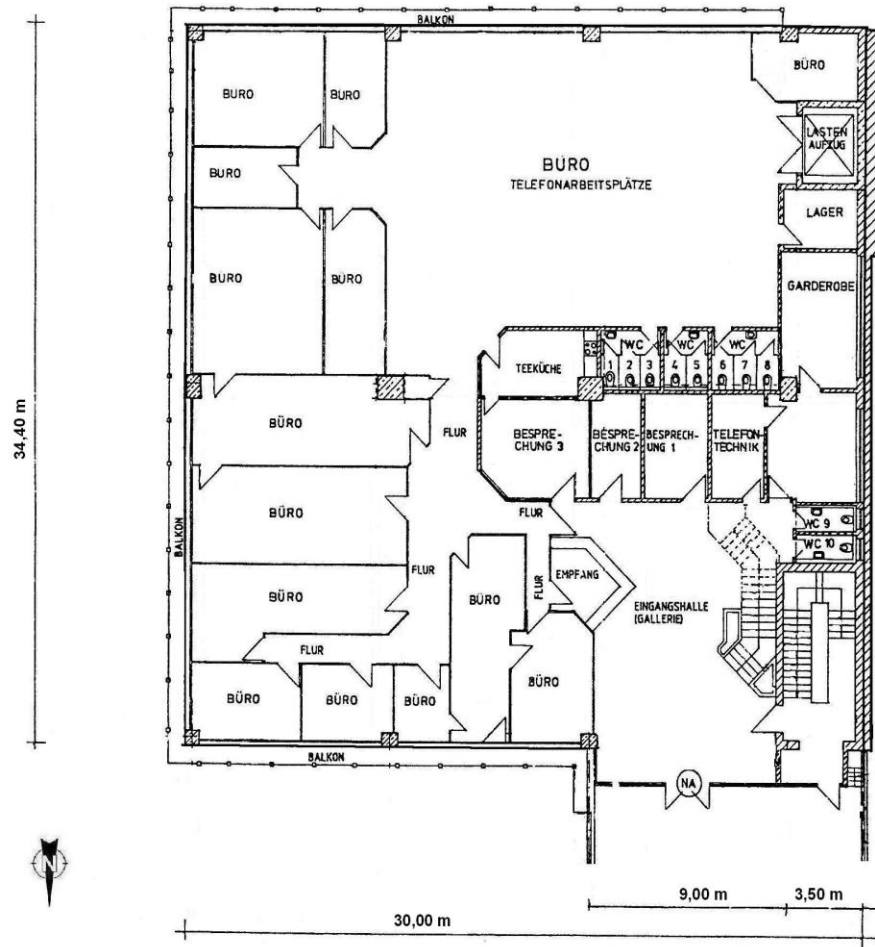 BALKON
BÜRO
BÜRO
BÜRO
LASTEN
AUFZUG
BÜRO
TELEFONARBEITSPLÄTZE
BÜRO
LAGER
BÜRO
BÜRO
GARDEROBE
WC
WC
WC
1
2
3
4
5
6
7
8
TEEKÜCHE
34,40 m
BÜRO
FLUR
BESPRE-
CHUNG 3
BESPRE-
CHUNG 2
BESPRECH-
UNG 1
TELEFON-
TECHNIK
BÜRO
FLUR
WC 9
BALKON
WC 10
FLUR
FLUR
EMPFANG
BÜRO
BÜRO
EINGANGSHALLE
(GALLERIE)
FLUR
BÜRO
BÜRO
BÜRO
BÜRO
BALKON
NA
N
9,00 m
3,50 m
30,00 m